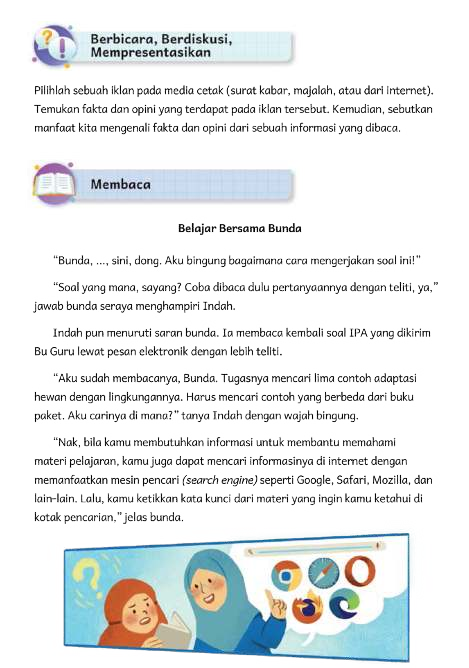 Berbicara, Berdiskusi,
Mempresentasikan
Pilihlah sebuah iklan pada media cetak (surat kabar, majalah, atau dari internet).
Temukan fakta dan opini yang terdapat pada iklan tersebut. Kemudian, sebutkan
manfaat kita mengenali fakta dan opini dari sebuah informasi yang dibaca.
Membaca
Belajar Bersama Bunda
“Bunda, ..., sini, dong. Aku bingung bagaimana cara mengerjakan soal ini!”
“Soal yang mana, sayang? Coba dibaca dulu pertanyaannya dengan teliti, ya,”
jawab bunda seraya menghampiri Indah.
Indah pun menuruti saran bunda. Ia membaca kembali soal IPA yang dikirim
Bu Guru lewat pesan elektronik dengan lebih teliti.
“Aku sudah membacanya, Bunda. Tugasnya mencari lima contoh adaptasi
hewan dengan lingkungannya. Harus mencari contoh yang berbeda dari buku
paket. Aku carinya di mana?” tanya Indah dengan wajah bingung.
“Nak, bila kamu membutuhkan informasi untuk membantu memahami
materi pelajaran, kamu juga dapat mencari informasinya di internet dengan
memanfaatkan mesin pencari (search engine) seperti Google, Safari, Mozilla, dan
lain-lain. Lalu, kamu ketikkan kata kunci dari materi yang ingin kamu ketahui di
kotak pencarian,” jelas bunda.